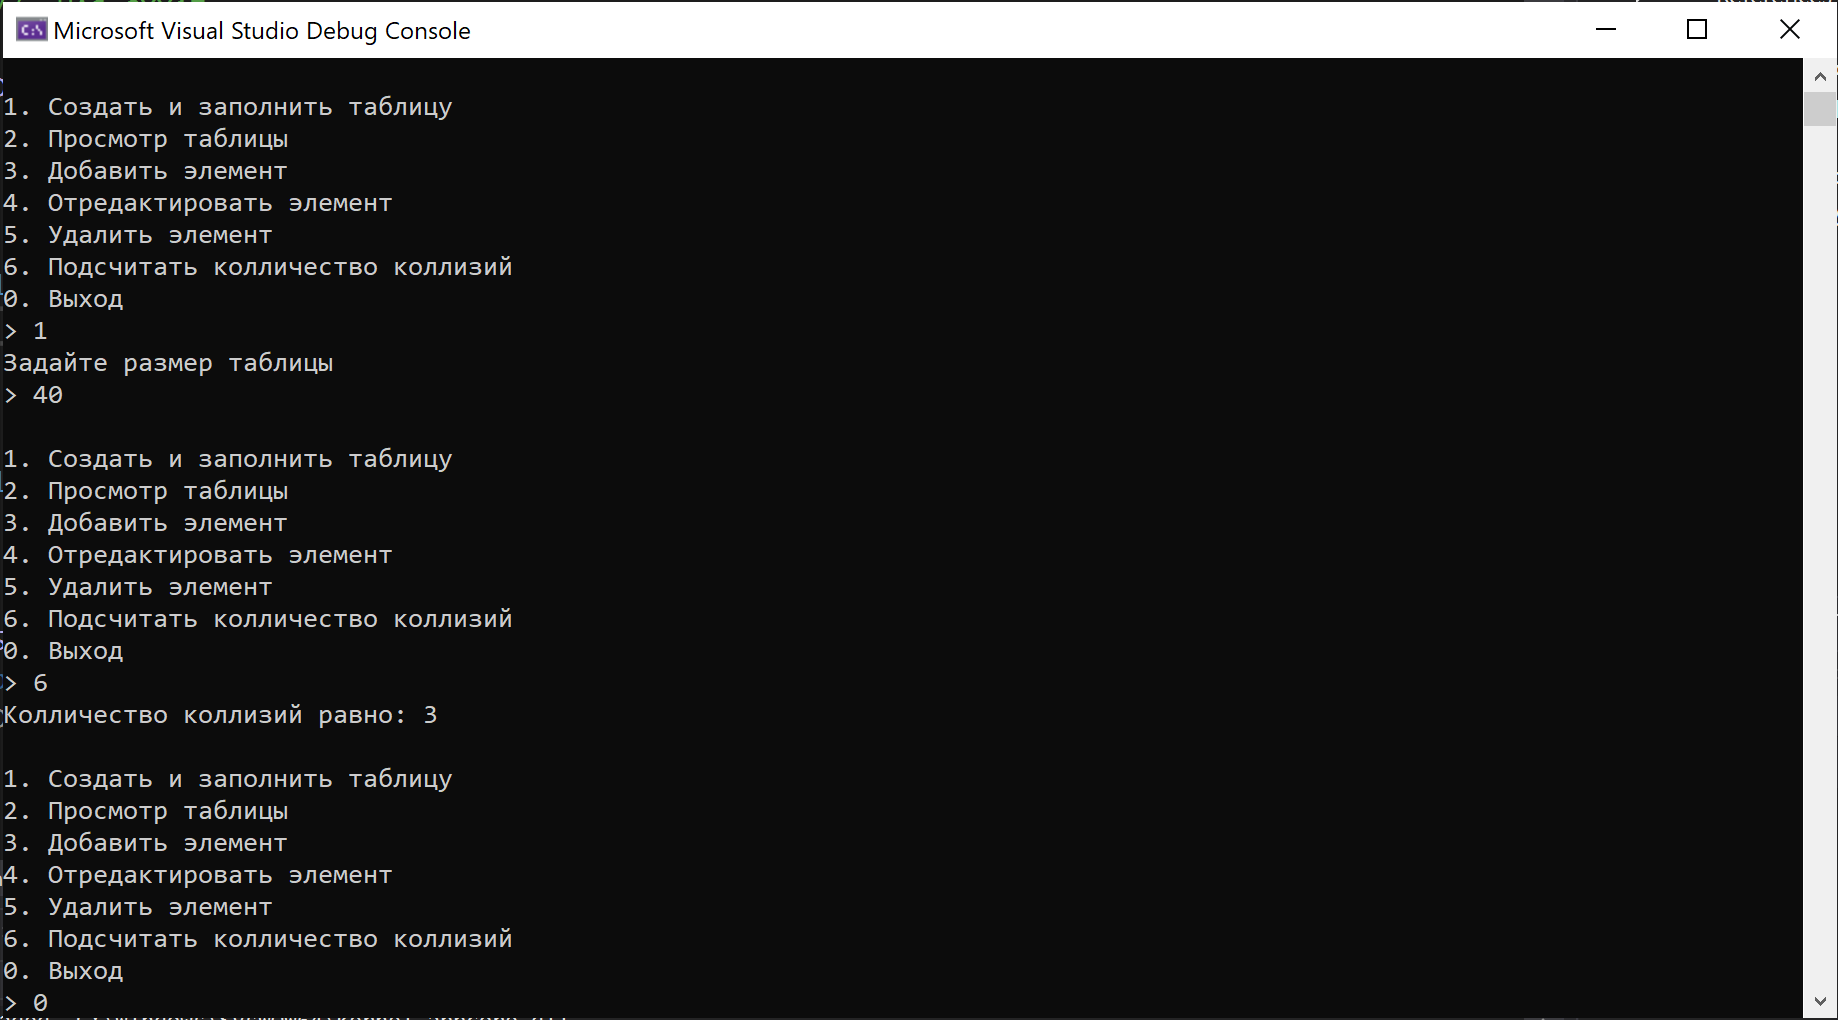 Microsoft Visual Studio Debug Console
1. Создать и заполнить таблицу
2. Просмотр таблицы
3. Добавить элемент
4. Отредактировать элемент
5. Удалить элемент
6. Подсчитать колличество коллизий
0. Выход
> 1
Задайте размер таблицы
> 40
1. Создать и заполнить таблицу
2. Просмотр таблицы
3. Добавить элемент
4. Отредактировать элемент
5. Удалить элемент
6. Подсчитать колличество коллизий
0. Выход
> 6
Колличество коллизий равно: 3
1. Создать и заполнить таблицу
2. Просмотр таблицы
3. Добавить элемент
4. Отредактировать элемент
5. Удалить элемент
6. Подсчитать колличество коллизий
0. Выход
> 0